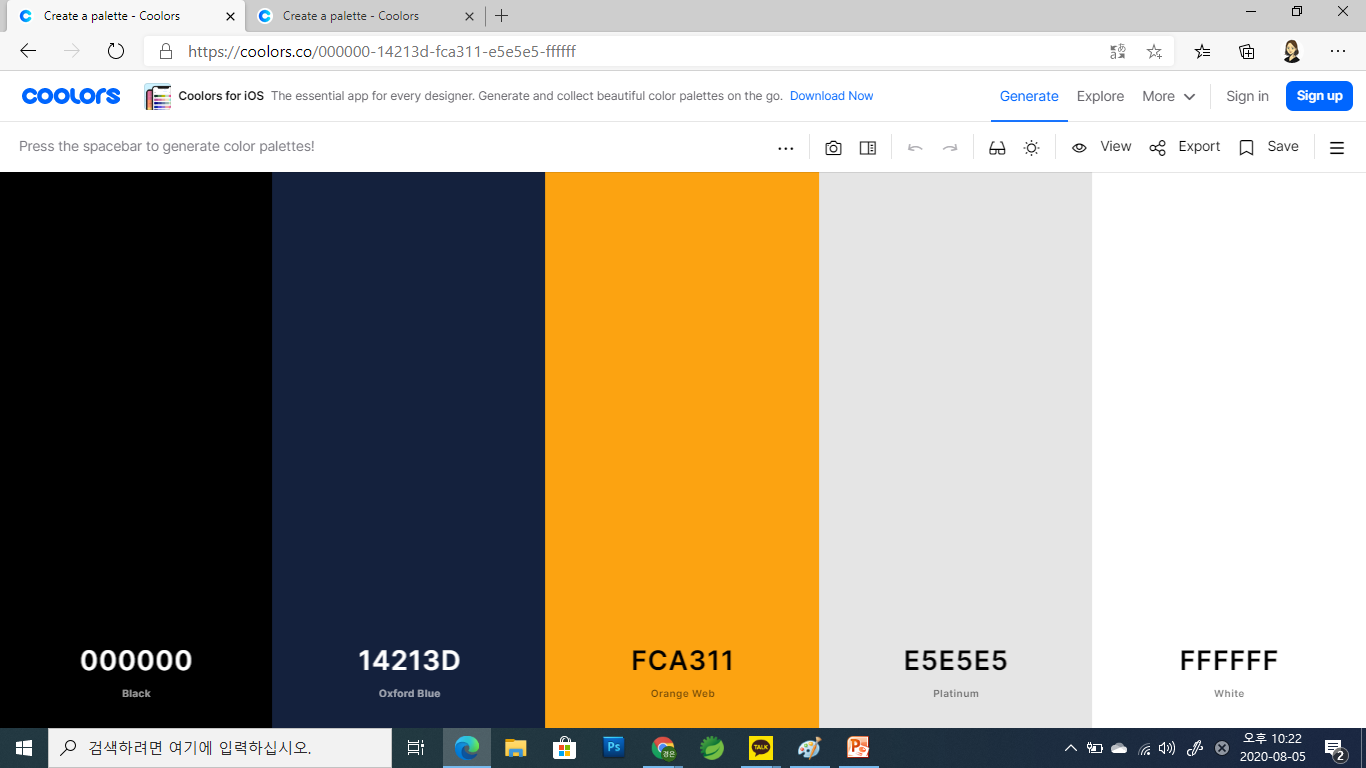 Create a palette - Coolors
Create a palette - Coolors
https://coolors.co/000000-14213d-fca311-e5e5e5-ffffff
coolors Coolors for iOS The essential app for every designer. Generate and collect beautiful color palettes on the go. Download Now Generate Explore More Sign in Sign up
Press the spacebar to generate color palettes! View Export Save
000000 14213D FCA311 E5E5E5 FFFFFF
Black Oxford Blue Orange Web Platinum White
검색하려면 여기에 입력하십시오.
Ps
TALK
오후 10:22
2020-08-05
2